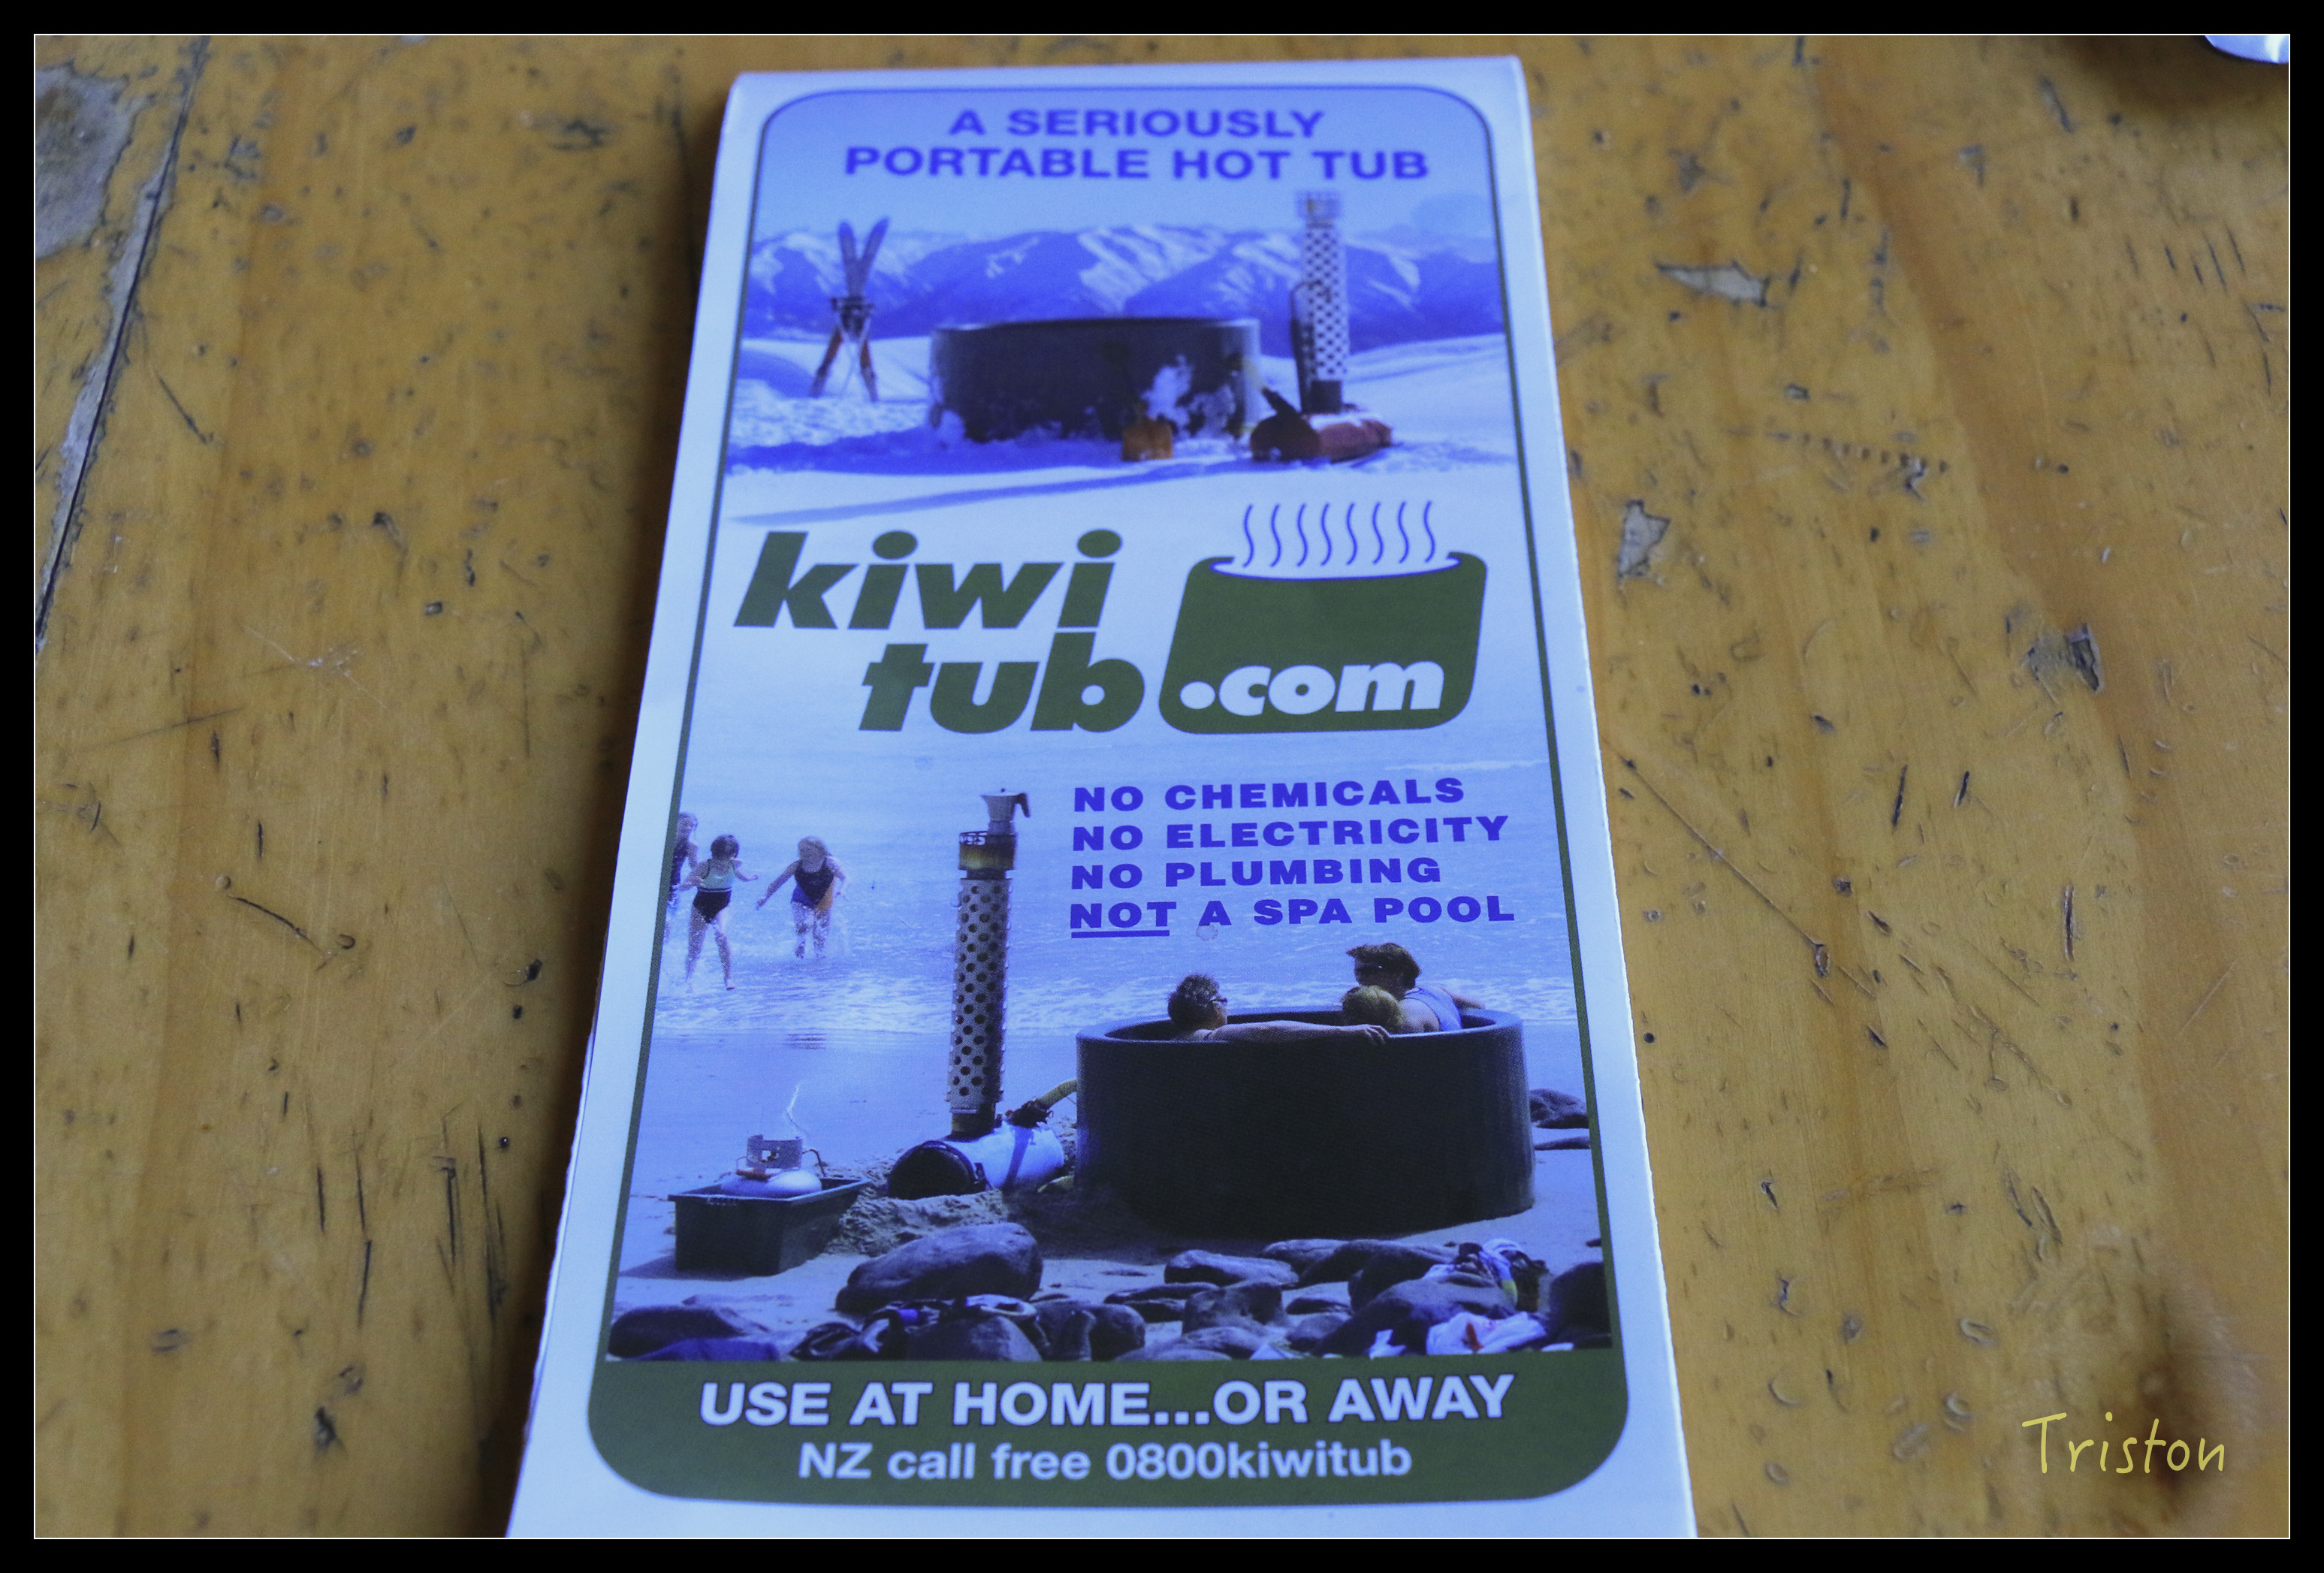 A SERIOUSLY
PORTABLE HOT TUB
kiwi
tub.com
NO CHEMICALS
NO ELECTRICITY
NO PLUMBING
NOT A SPA POOL
USE AT HOME...OR AWAY
NZ call free 0800kiwitub
Triston